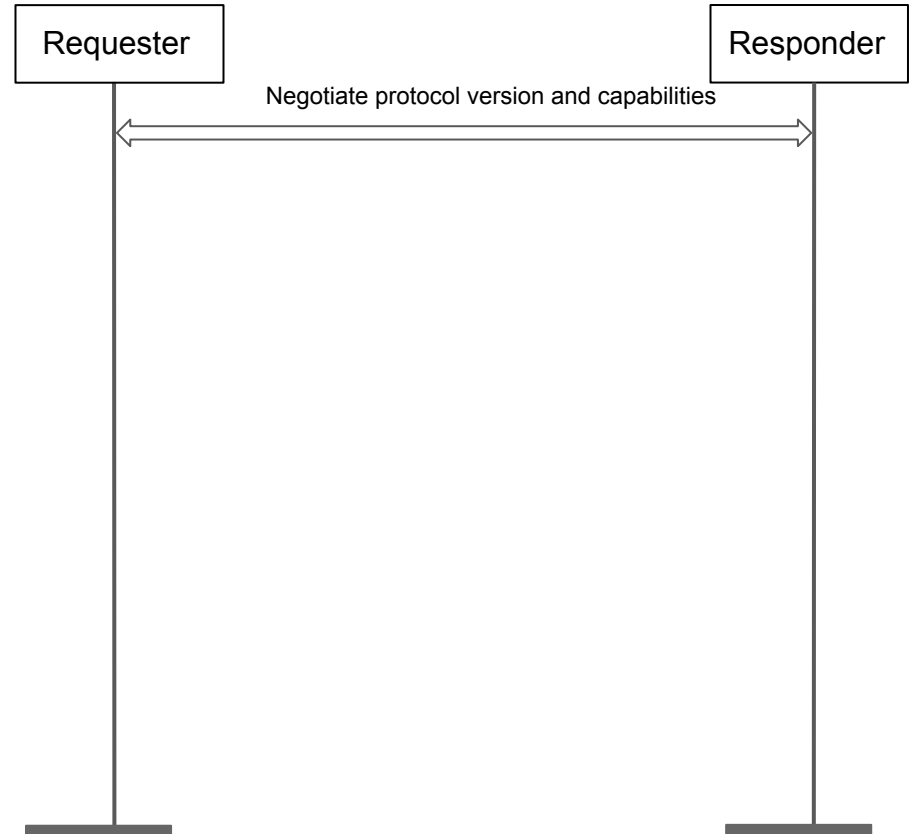 Requester
Responder
Negotiate protocol version and capabilities